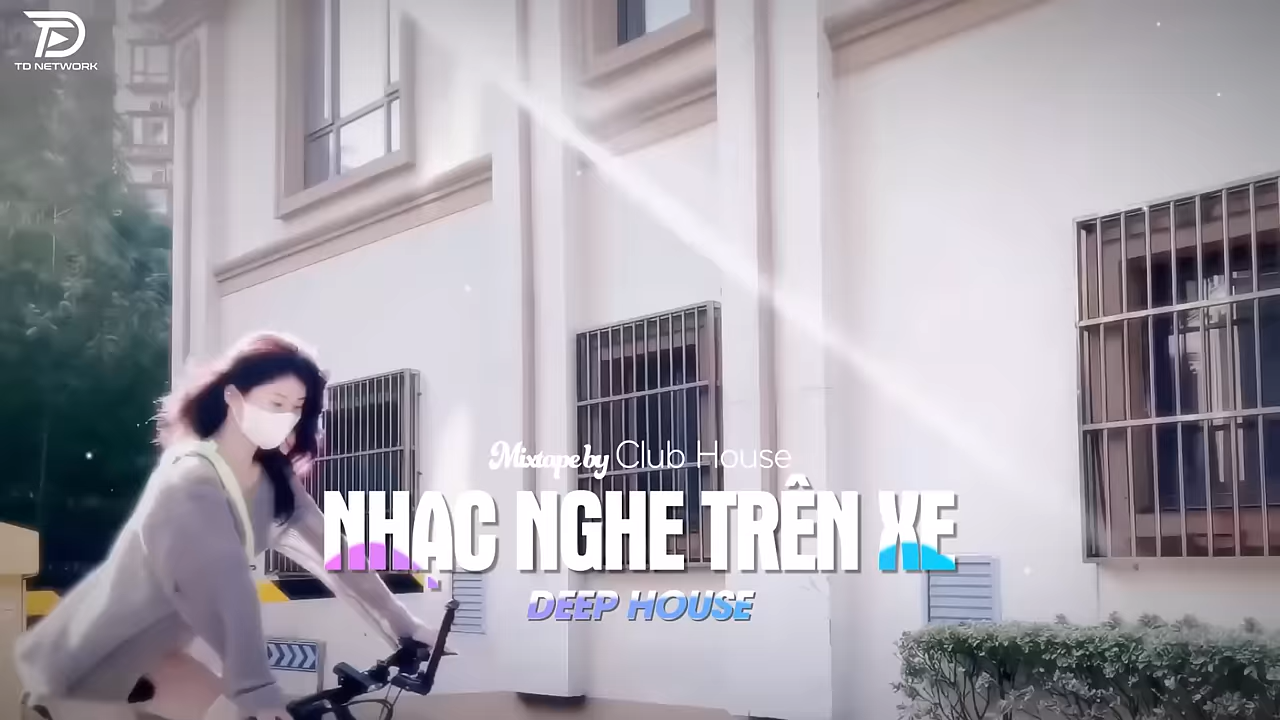 TD NETWORK
Mixtape by Club House
NHẠC NGHE TRÊN XE
DEEP HOUSE